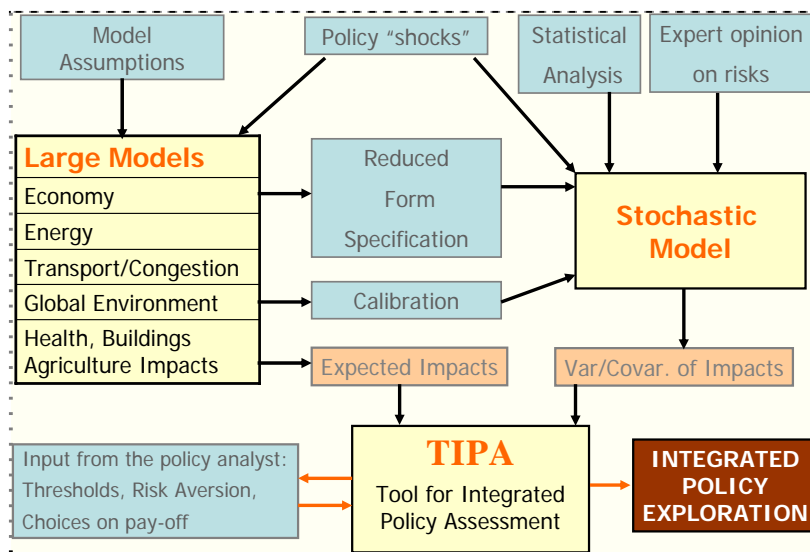 Model
Assumptions
Policy “shocks”
Statistical
Analysis
Expert opinion
on risks
Large Models
Economy
Energy
Transport/Congestion
Global Environment
Health, Buildings
Agriculture Impacts
Reduced
Form
Specification
Calibration
Stochastic
Model
Expected Impacts
Var/Covar. of Impacts
Input from the policy analyst:
Thresholds, Risk Aversion,
Choices on pay-off
TIPA
Tool for Integrated
Policy Assessment
INTEGRATED
POLICY
EXPLORATION